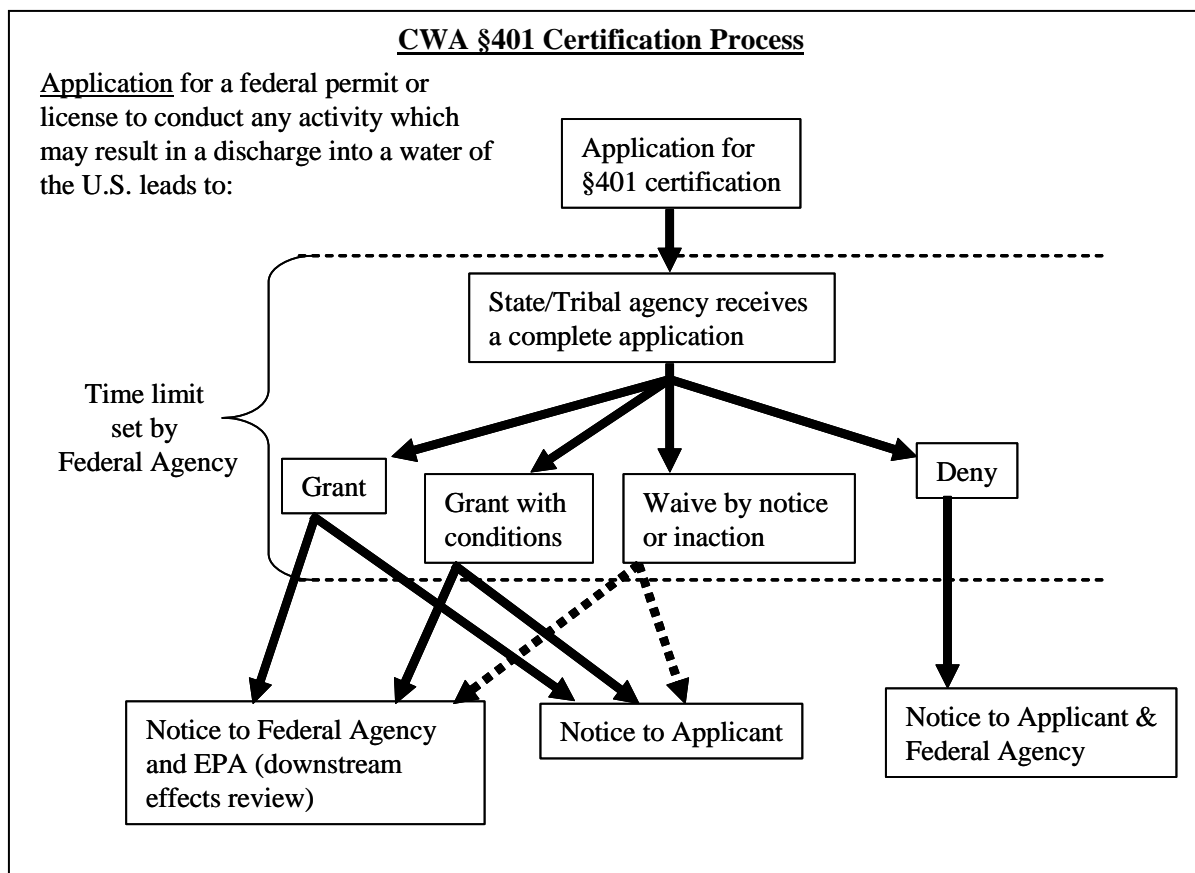 CWA §401 Certification Process
Application for a federal permit or
license to conduct any activity which
may result in a discharge into a water of
the U.S. leads to:
Application for
§401 certification
State/Tribal agency receives
a complete application
Time limit
set by
Federal Agency
Grant
Grant with
conditions
Waive by notice
or inaction
Deny
Notice to Federal Agency
and EPA (downstream
effects review)
Notice to Applicant
Notice to Applicant &
Federal Agency